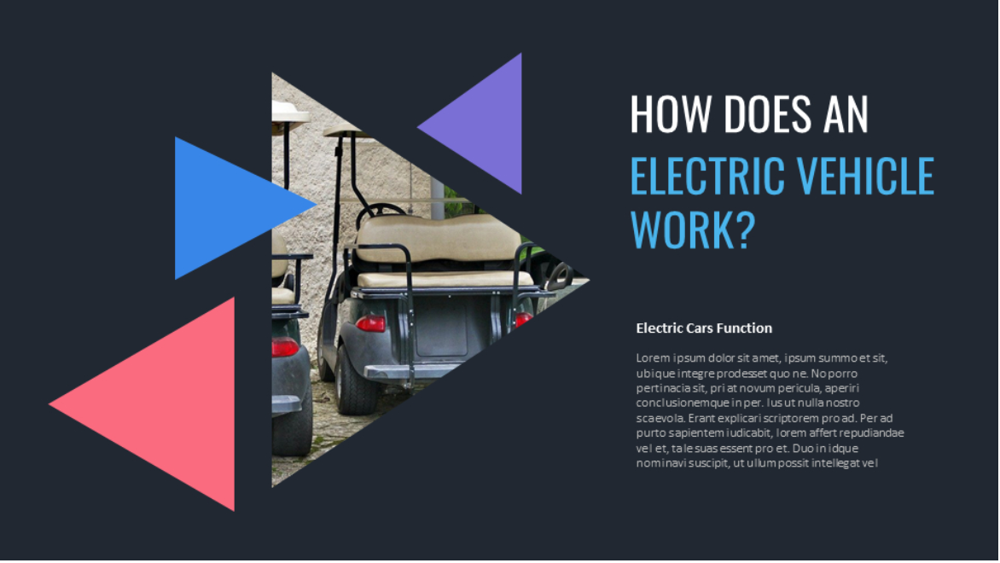 HOW DOES AN
ELECTRIC VEHICLE
WORK?
Electric Cars Function
Lorem ipsum dolor sit amet, ipsum summo et sit,
ubique integre prodesset quo ne. No porro
pertinacia sit, pri at novum pericula, aperiri
conclusionemque in per. Ius ut nulla nostro
scaevola. Erant explicari scriptorem pro ad. Per ad
purto sapientem iudicabit, lorem affert repudiandae
vel et, tale suas essent pro et. Duo in idque
nominavi suscipit, ut ullum possit intellegat vel